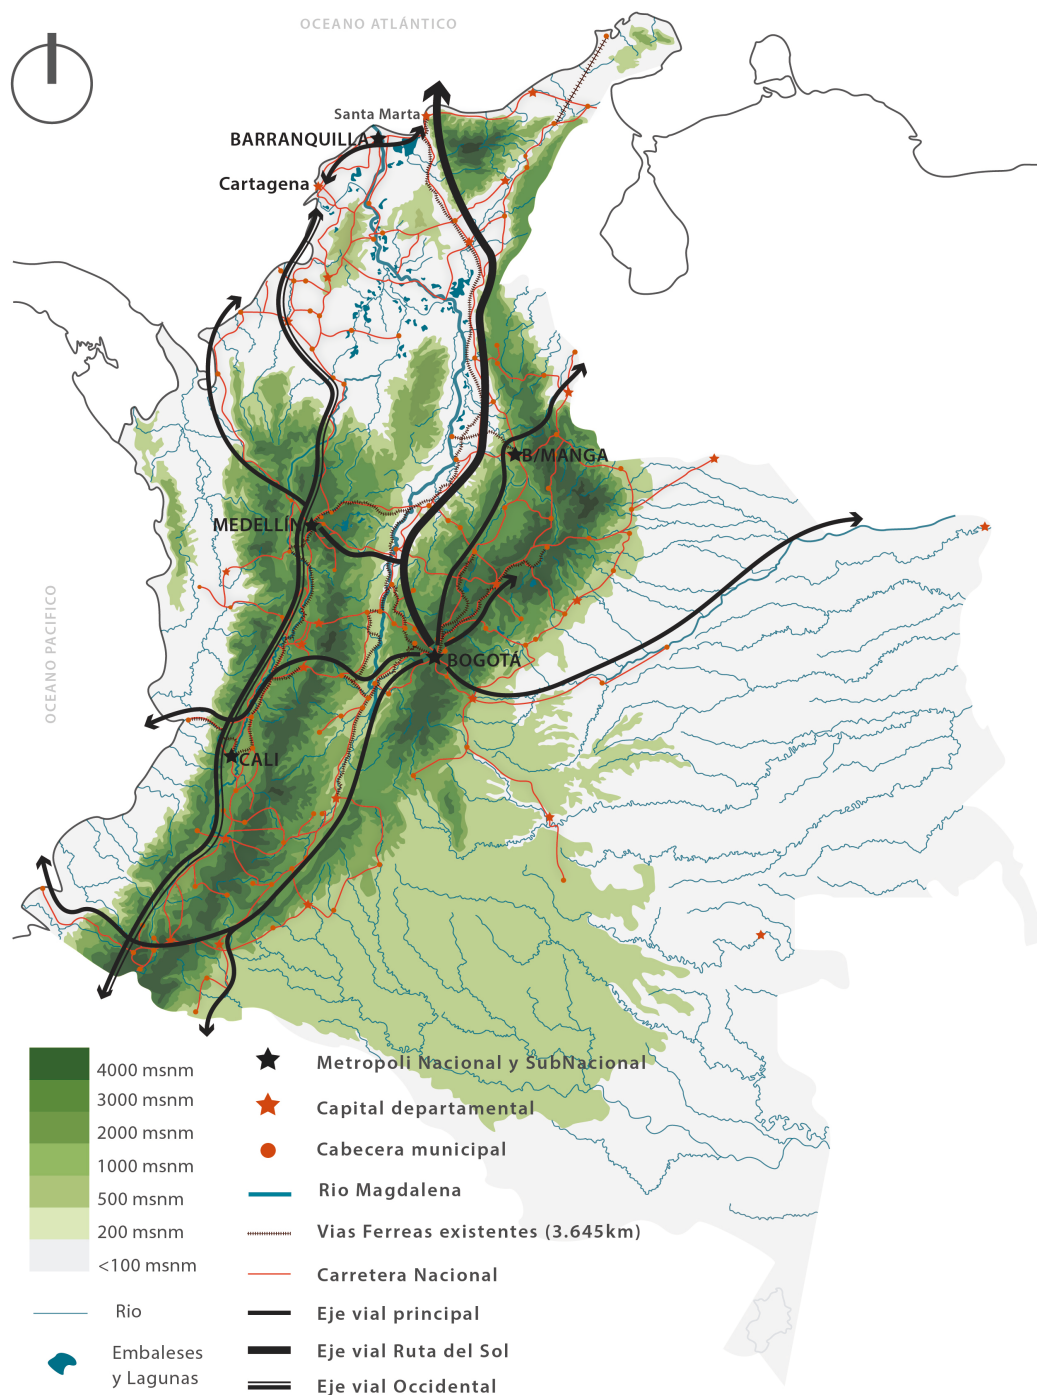 OCEANO ATLÁNTICO
Santa Marta
BARRANQUILLA
Cartagena
B/MANGA
MEDELLÍN
OCEANO PACIFICO
BOGOTÁ
CALI
4000 msnm
3000 msnm
2000 msnm
1000 msnm
500 msnm
200 msnm
<100 msnm
Rio
Embaleses
y Lagunas
Metropoli Nacional y SubNacional
Capital departamental
Cabecera municipal
Rio Magdalena
Vias Ferreas existentes (3.645km)
Carretera Nacional
Eje vial principal
Eje vial Ruta del Sol
Eje vial Occidental